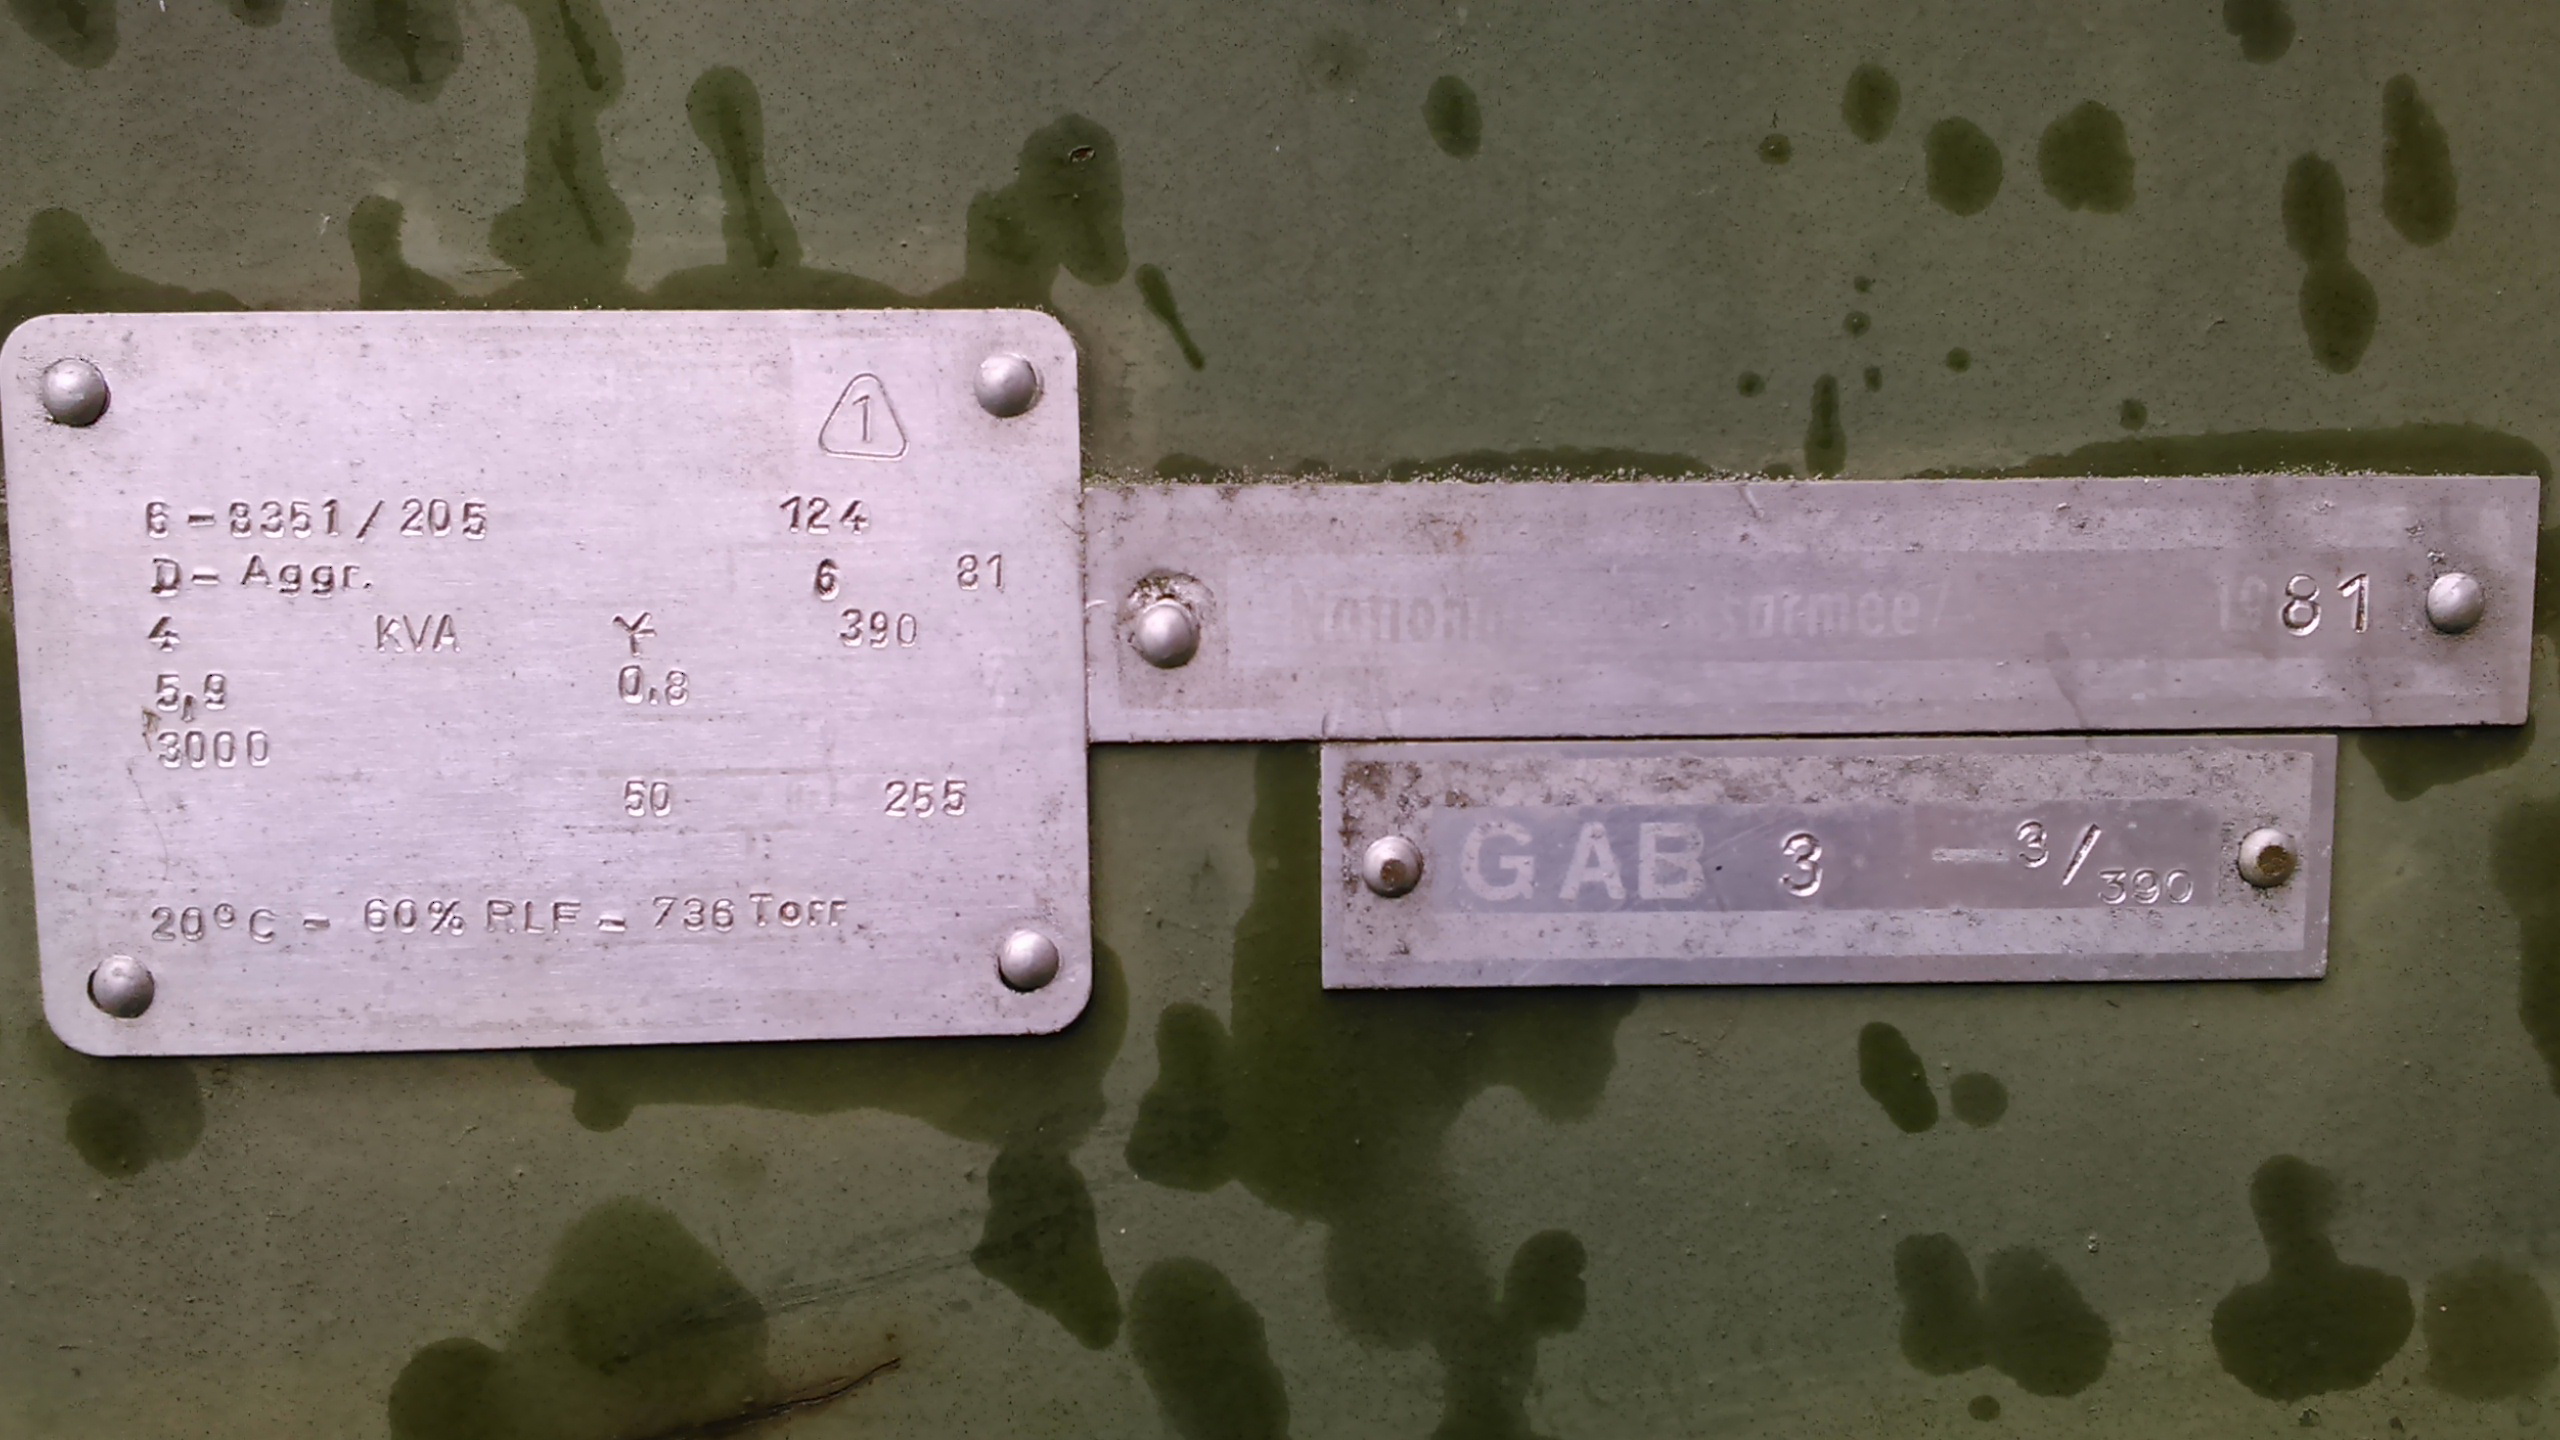 1
6-8351/205 124
D-Aggr. 6 81
4 KVA Y 390
5,9 0,8
3000
50 255
20°C - 60% RLF - 736 Torr
1981
GAB 3 - 3/390